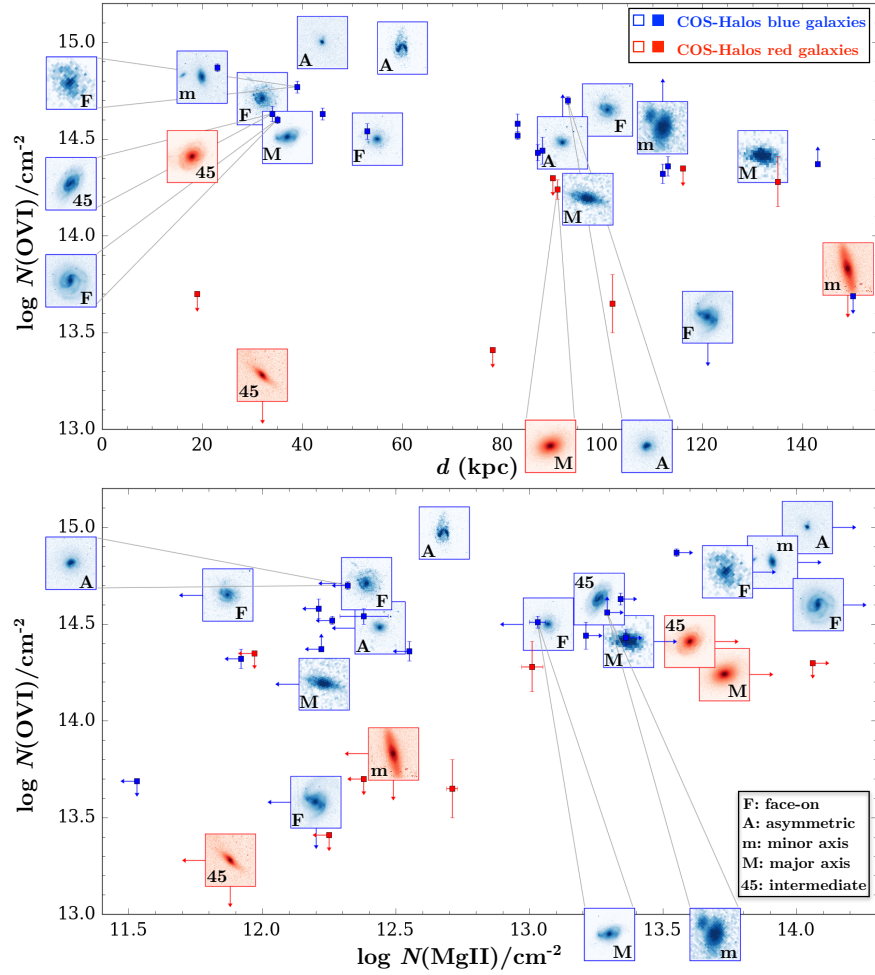 COS-Halos blue galaxies
COS-Halos red galaxies
log N(OVI)/cm⁻²
15.0
14.5
14.0
13.5
13.0
F
m
A
A
F
45
M
F
45
F
A
F
m
M
M
m
F
45
M
A
0
20
40
60
80
100
120
140
d (kpc)
log N(OVI)/cm⁻²
15.0
14.5
14.0
13.5
13.0
A
F
F
A
A
M
m
F
45
45
F
M
F
m
A
F
45
M
M
m
F: face-on
A: asymmetric
m: minor axis
M: major axis
45: intermediate
11.5
12.0
12.5
13.0
13.5
14.0
log N(MgII)/cm⁻²